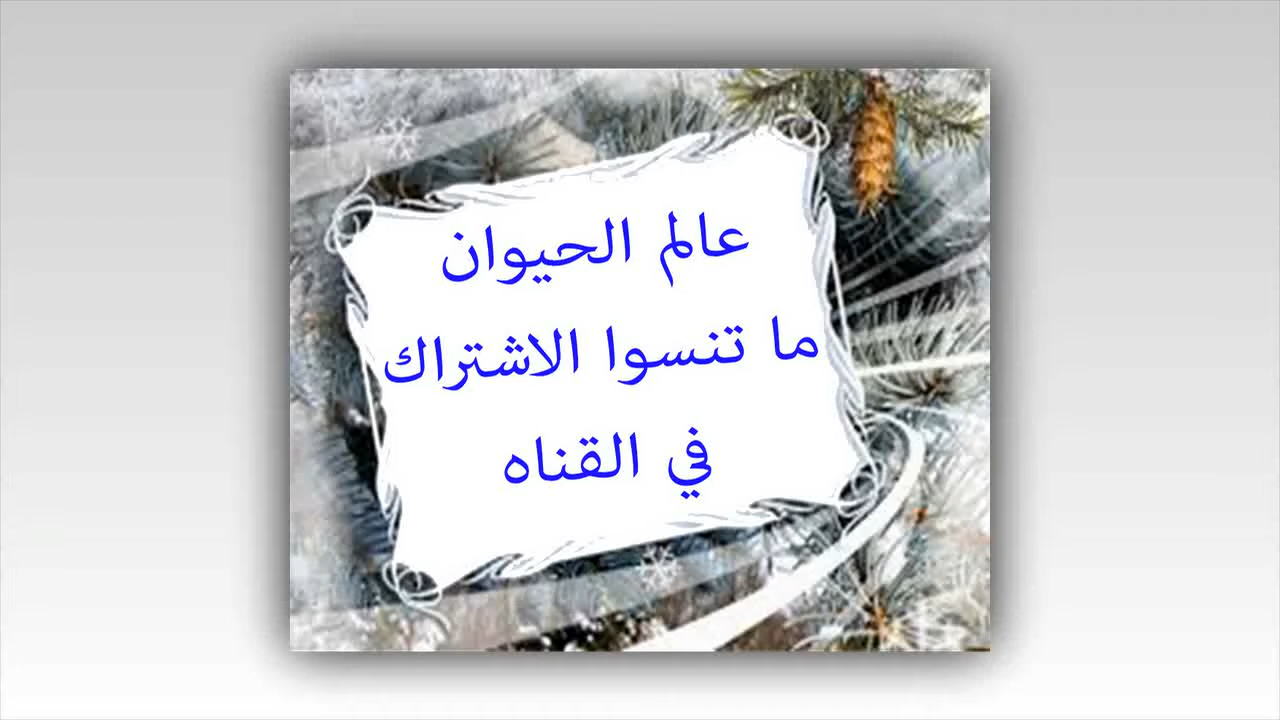 عالم الحيوان
ما تنسوا الاشتراك
في القناه